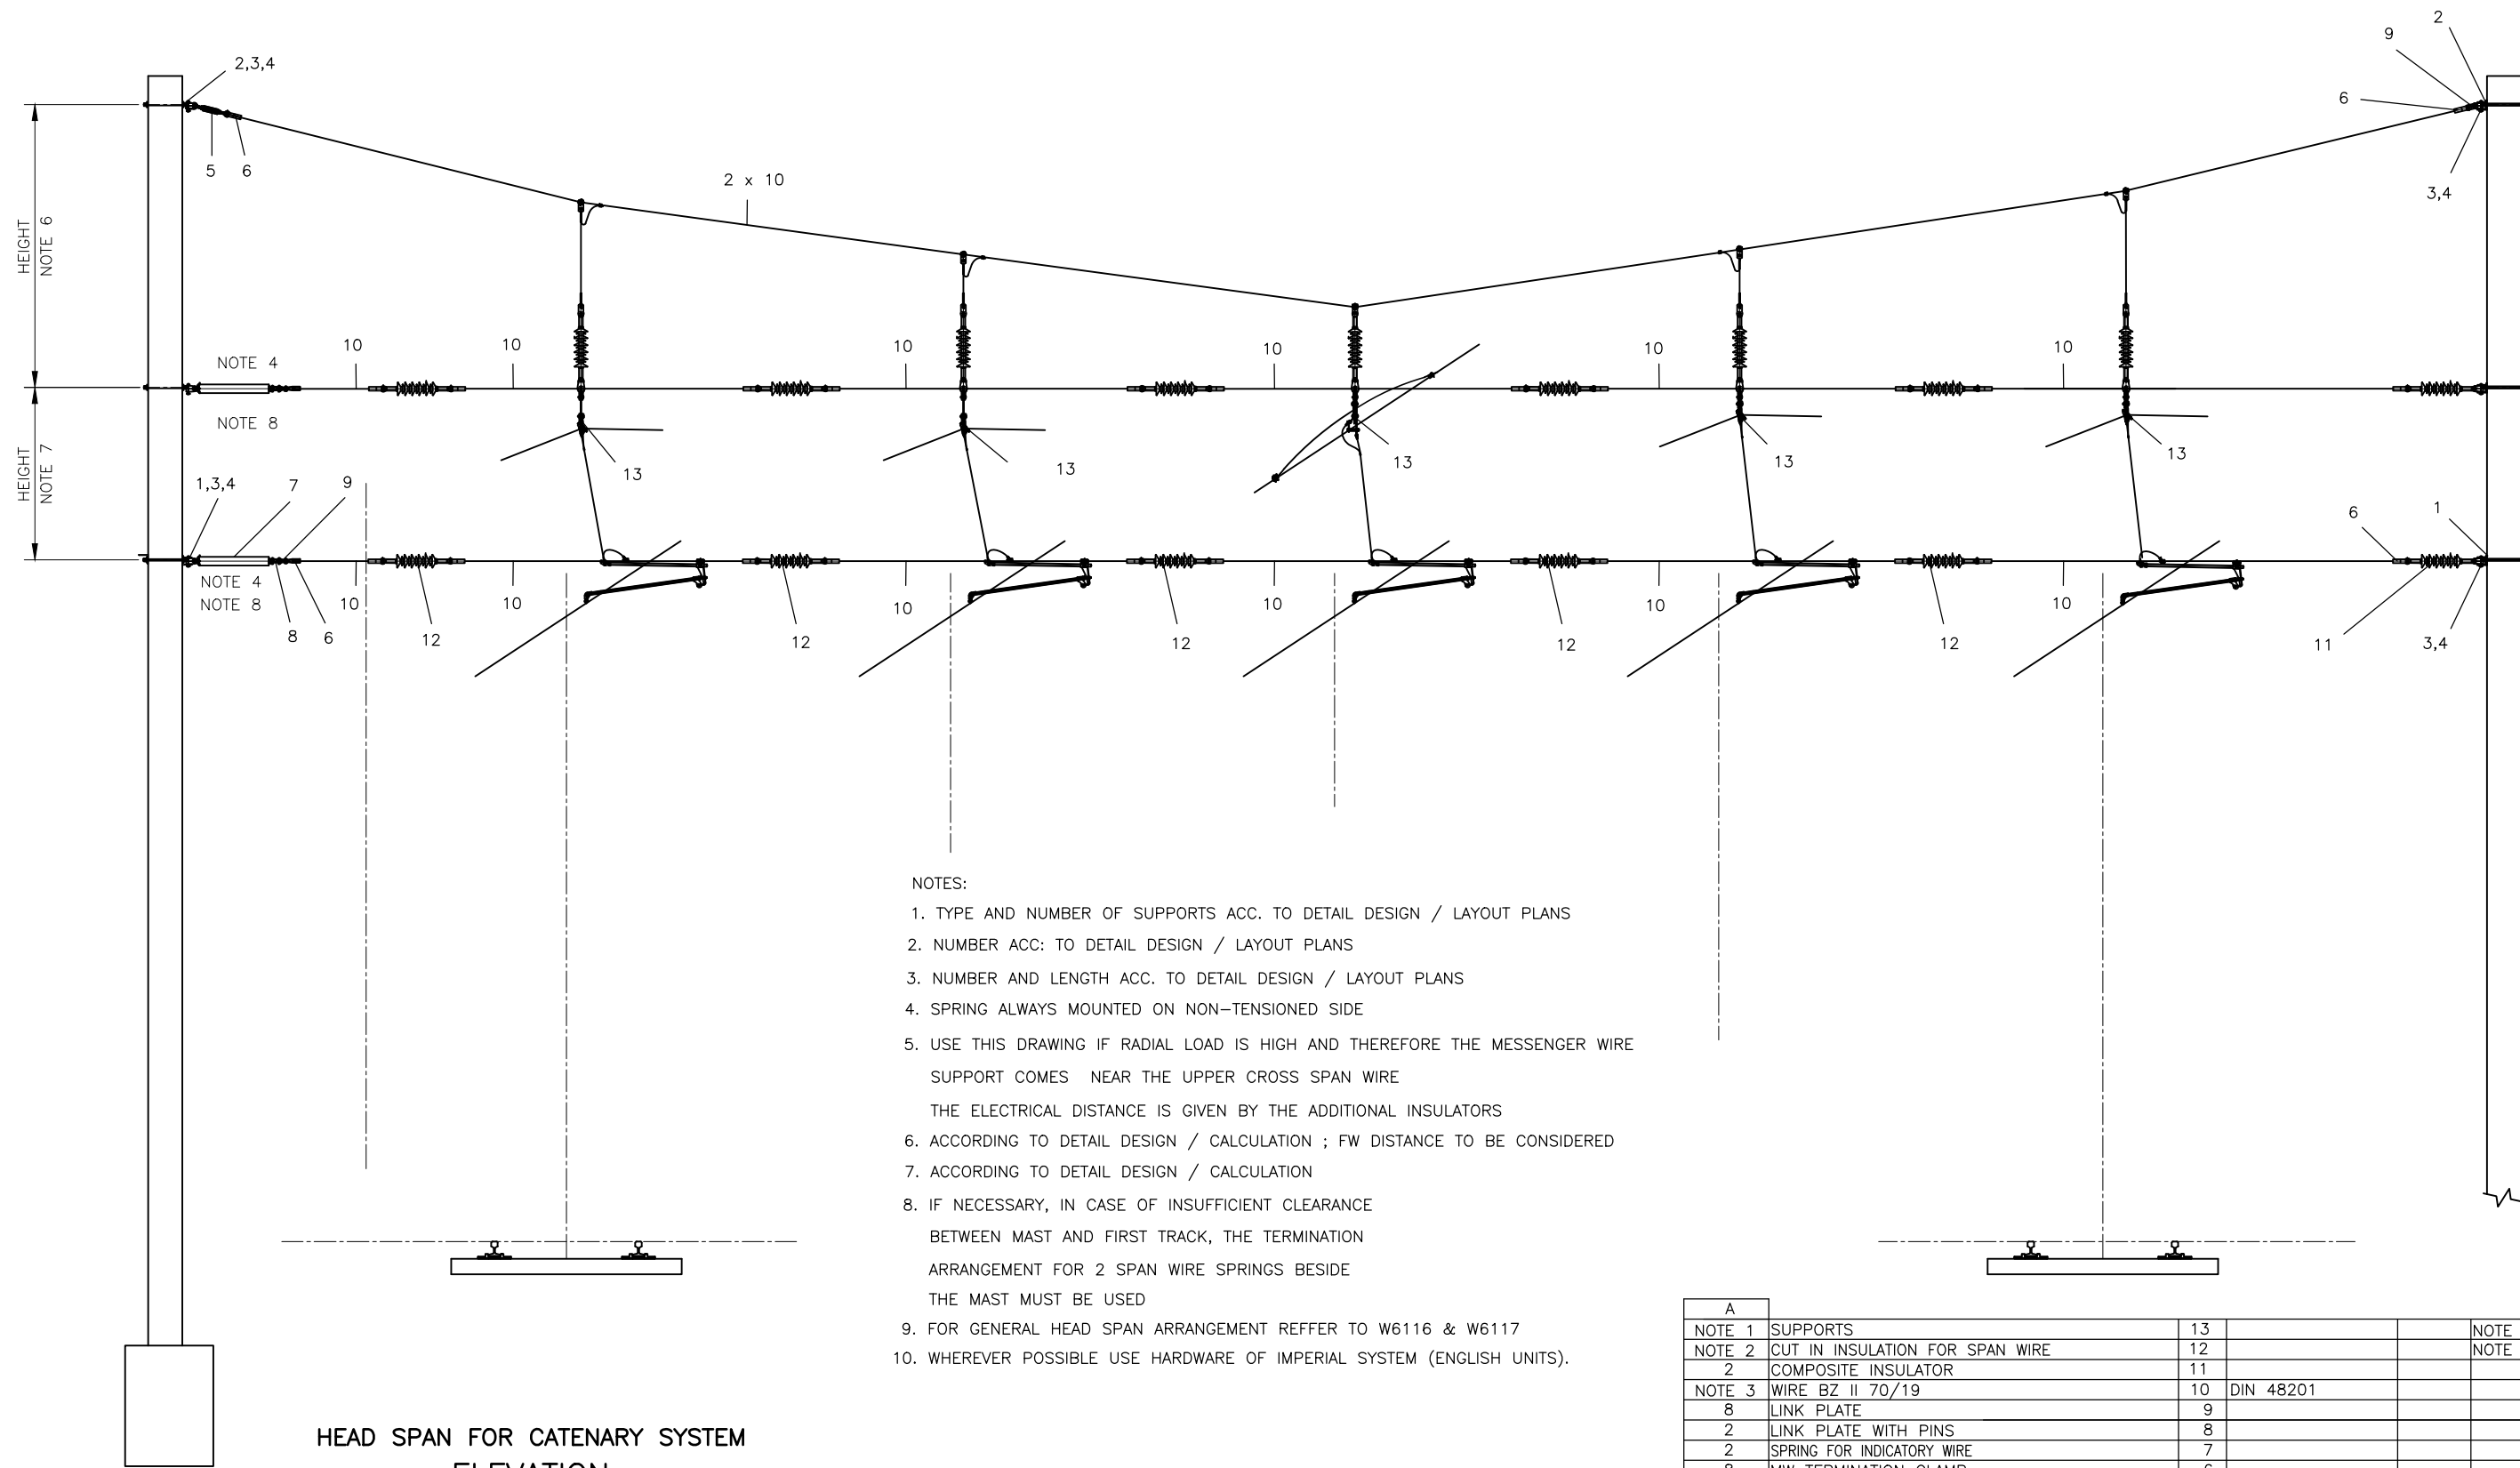 2
9
2,3,4
6
5 6
2 x 10
3,4
HEIGHT
NOTE 6
NOTE 4
10
10
10
10
10
10
NOTE 8
HEIGHT
NOTE 7
13
13
13
13
13
1,3,4
7
9
6
1
NOTE 4
NOTE 8
10
10
10
10
10
10
8
6
12
12
12
12
12
11
3,4
NOTES:
1. TYPE AND NUMBER OF SUPPORTS ACC. TO DETAIL DESIGN / LAYOUT PLANS
2. NUMBER ACC: TO DETAIL DESIGN / LAYOUT PLANS
3. NUMBER AND LENGTH ACC. TO DETAIL DESIGN / LAYOUT PLANS
4. SPRING ALWAYS MOUNTED ON NON-TENSIONED SIDE
5. USE THIS DRAWING IF RADIAL LOAD IS HIGH AND THEREFORE THE MESSENGER WIRE
SUPPORT COMES NEAR THE UPPER CROSS SPAN WIRE
THE ELECTRICAL DISTANCE IS GIVEN BY THE ADDITIONAL INSULATORS
6. ACCORDING TO DETAIL DESIGN / CALCULATION ; FW DISTANCE TO BE CONSIDERED
7. ACCORDING TO DETAIL DESIGN / CALCULATION
8. IF NECESSARY, IN CASE OF INSUFFICIENT CLEARANCE
BETWEEN MAST AND FIRST TRACK, THE TERMINATION
ARRANGEMENT FOR 2 SPAN WIRE SPRINGS BESIDE
THE MAST MUST BE USED
9. FOR GENERAL HEAD SPAN ARRANGEMENT REFFER TO W6116 & W6117
10. WHEREVER POSSIBLE USE HARDWARE OF IMPERIAL SYSTEM (ENGLISH UNITS).
HEAD SPAN FOR CATENARY SYSTEM
ELEVATION
A
NOTE 1 SUPPORTS 13 NOTE
NOTE 2 CUT IN INSULATION FOR SPAN WIRE 12 NOTE
2 COMPOSITE INSULATOR 11
NOTE 3 WIRE BZ II 70/19 10 DIN 48201
8 LINK PLATE 9
2 LINK PLATE WITH PINS 8
2 SPRING FOR INDICATORY WIRE 7
8 MW TERMINATION CLAMP 6